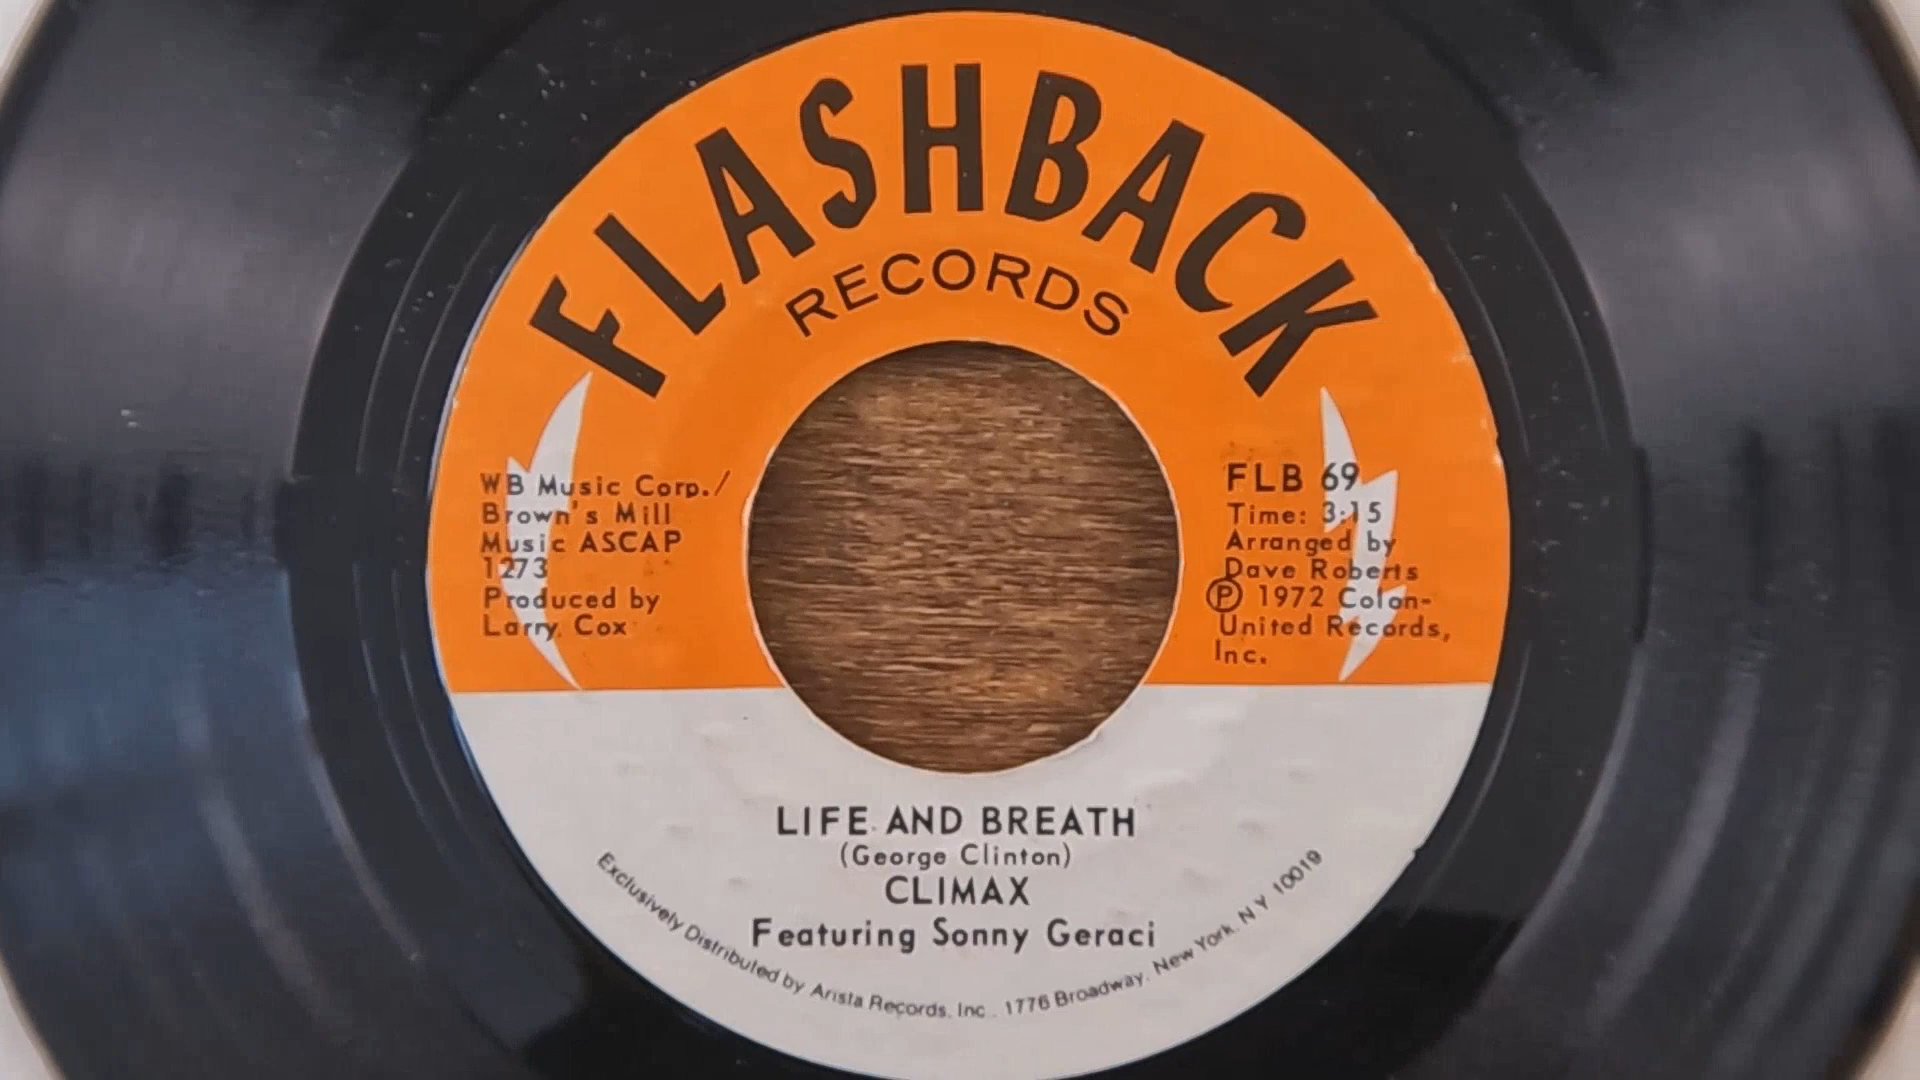 FLASHBACK
RECORDS
WB Music Corp./
Brown's Mill
Music ASCAP
1273
Produced by
Larry Cox
FLB 69
Time: 3:15
Arranged by
Dave Roberts
Ⓟ 1972 Colon-
United Records,
Inc.
LIFE AND BREATH
(George Clinton)
CLIMAX
Featuring Sonny Geraci
Exclusively Distributed by Arista Records, Inc., 1776 Broadway, New York, NY 10019